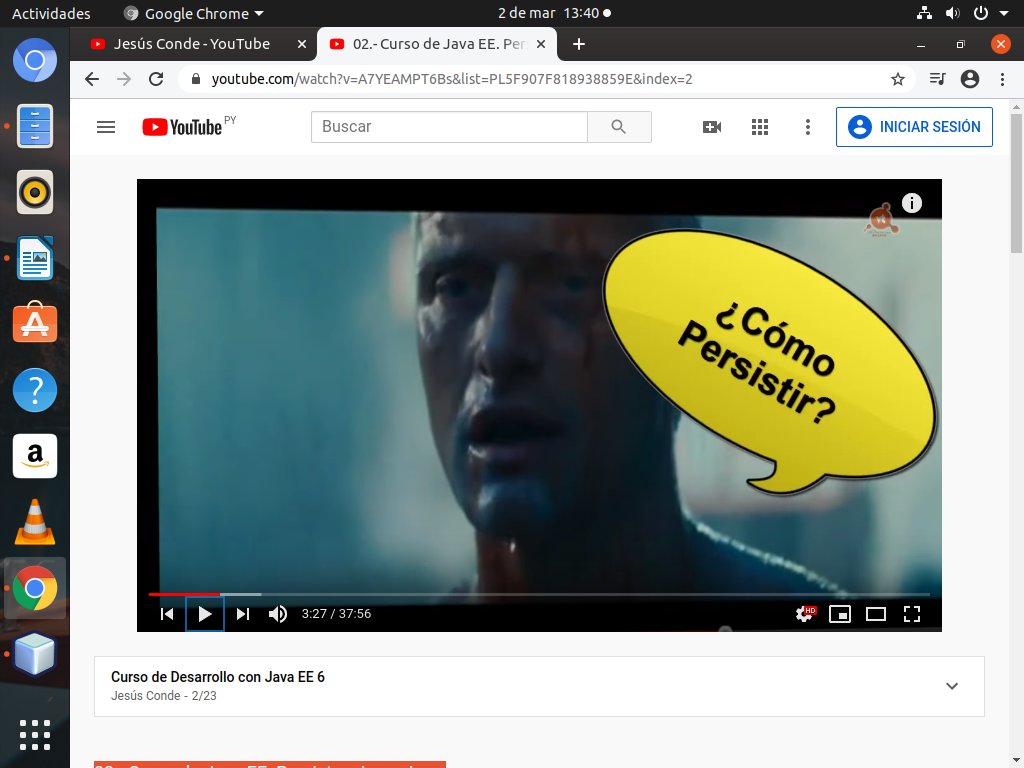 Actividades
Google Chrome
2 de mar 13:40
Jesús Conde - YouTube
02.- Curso de Java EE. Per
youtube.com/watch?v=A7YEAMPT6Bs&list=PL5F907F818938859E&index=2
YouTube PY
Buscar
INICIAR SESIÓN
¿Cómo
Persistir?
3:27 / 37:56
HD
Curso de Desarrollo con Java EE 6
Jesús Conde - 2/23